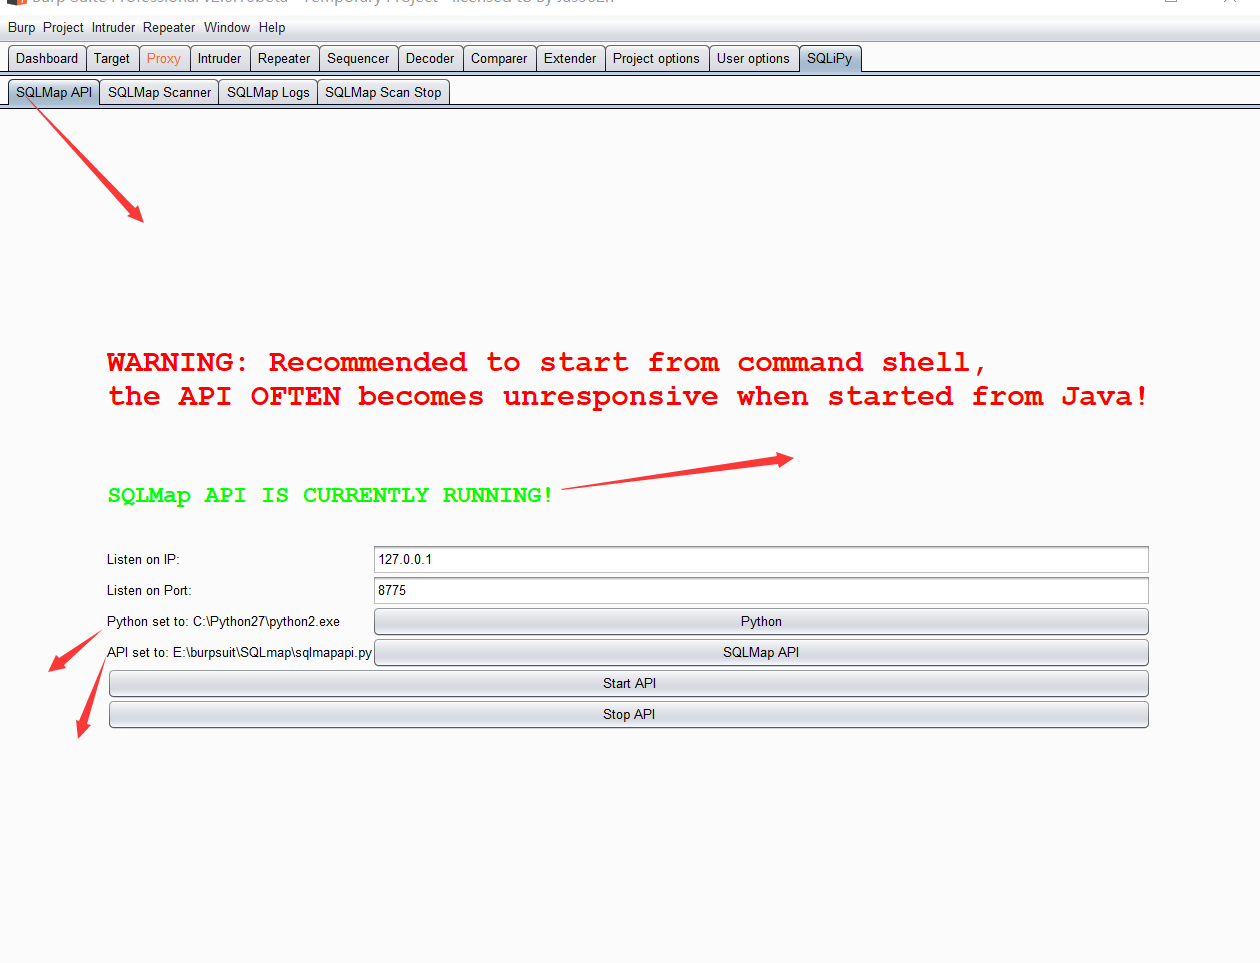 Burp Project Intruder Repeater Window Help
Dashboard Target Proxy Intruder Repeater Sequencer Decoder Comparer Extender Project options User options SQLiPy
SQLMap API SQLMap Scanner SQLMap Logs SQLMap Scan Stop
WARNING: Recommended to start from command shell,
the API OFTEN becomes unresponsive when started from Java!
SQLMap API IS CURRENTLY RUNNING!
Listen on IP: 127.0.0.1
Listen on Port: 8775
Python set to: C:\Python27\python2.exe Python
API set to: E:\burpsuit\SQLmap\sqlmapapi.py SQLMap API
Start API
Stop API